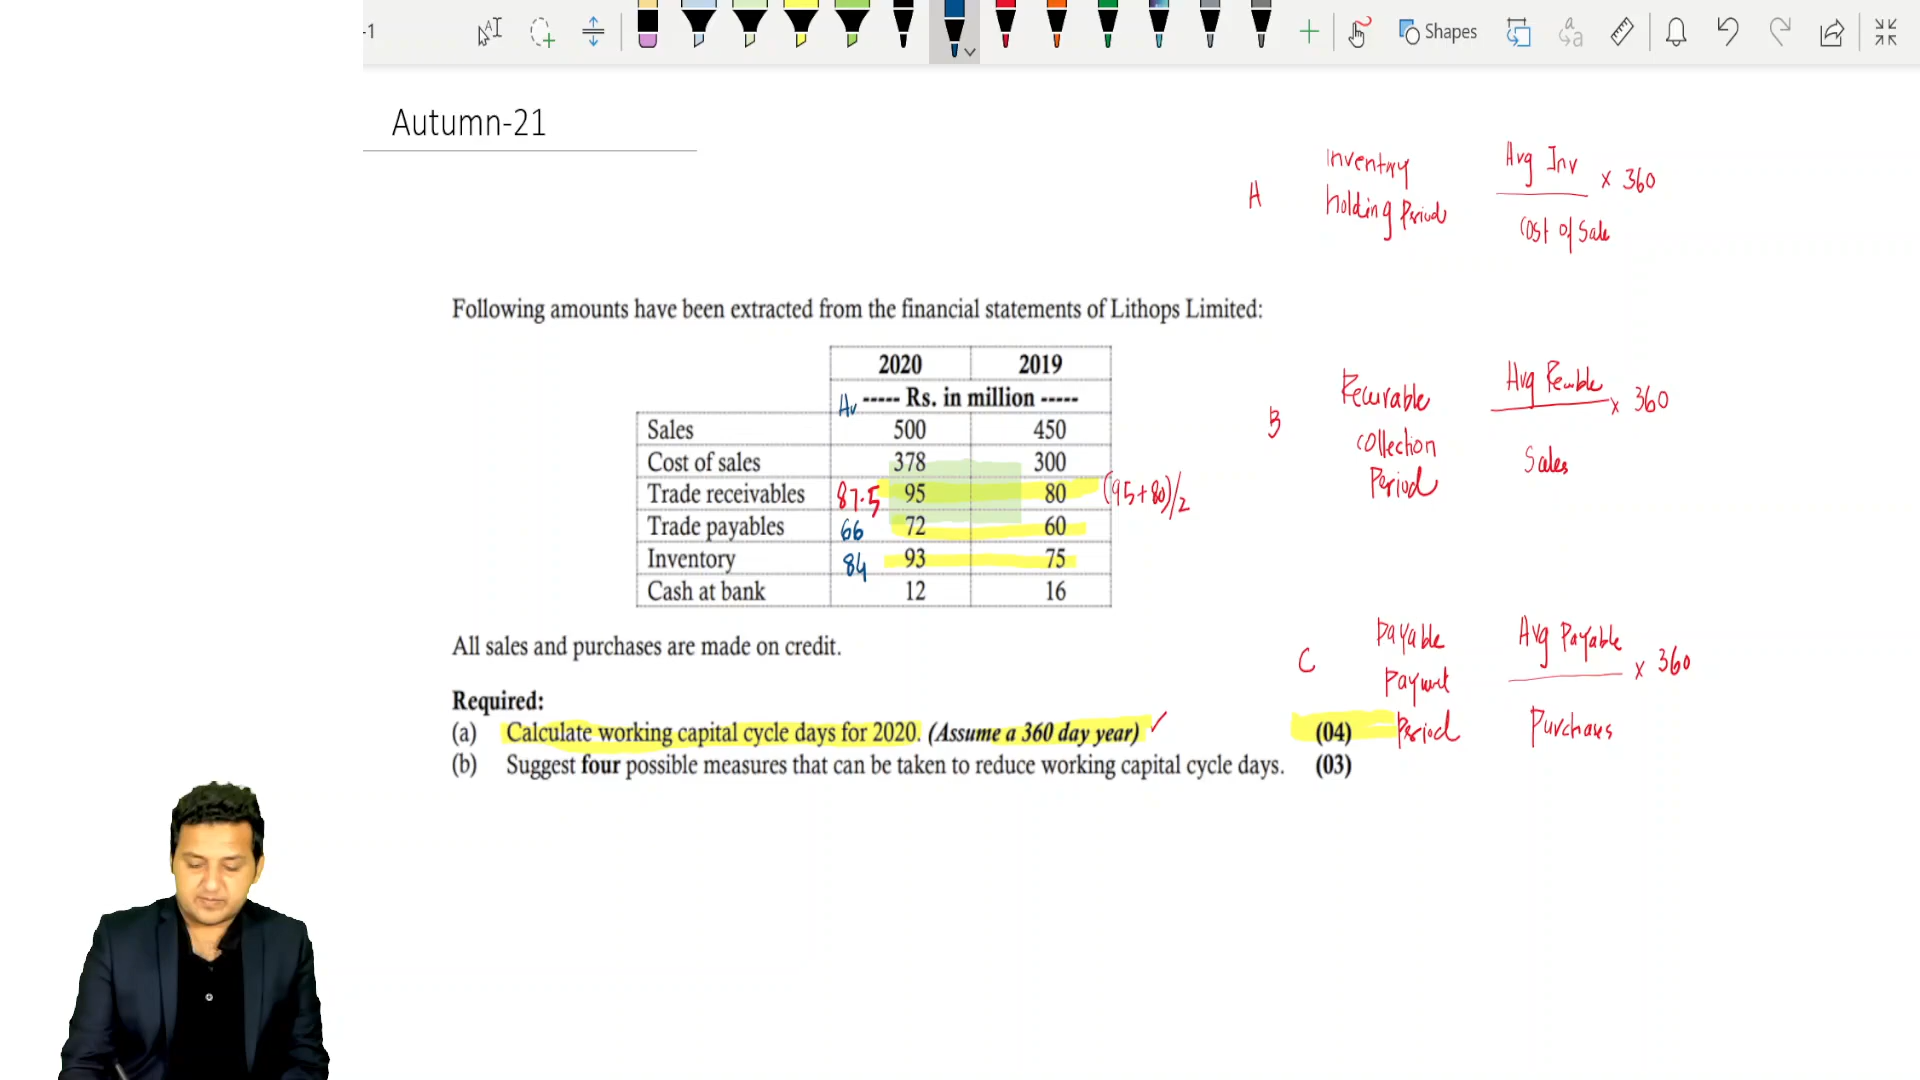 -1
Shapes
Autumn-21
A
Inventory
holding Period
Avg Inv
x 360
Cost of Sale
Following amounts have been extracted from the financial statements of Lithops Limited:
2020 2019
Av ----- Rs. in million -----
Sales 500 450
Cost of sales 378 300
Trade receivables 87.5 95 80 (95+80)/2
Trade payables 66 72 60
Inventory 84 93 75
Cash at bank 12 16
B
Receivable
collection
Period
Avg
x 360
Sales
All sales and purchases are made on credit.
C
Payable
Period
Avg Payable
x 360
Required:
(a) Calculate working capital cycle days for 2020. (Assume a 360 day year) ✓ (04)
(b) Suggest four possible measures that can be taken to reduce working capital cycle days. (03)